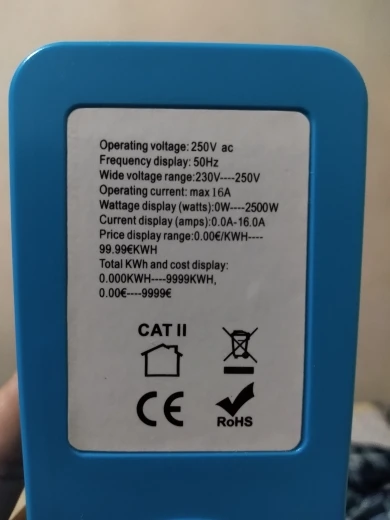 Operating voltage: 250V ac
Frequency display: 50Hz
Wide voltage range:230V----250V
Operating current: max 16A
Wattage display (watts):0W----2500W
Current display (amps):0.0A-16.0A
Price display range:0.00€/KWH----
99.99€KWH
Total KWh and cost display:
0.000KWH----9999KWH,
0.00€----9999€
CAT II
CE
RoHS